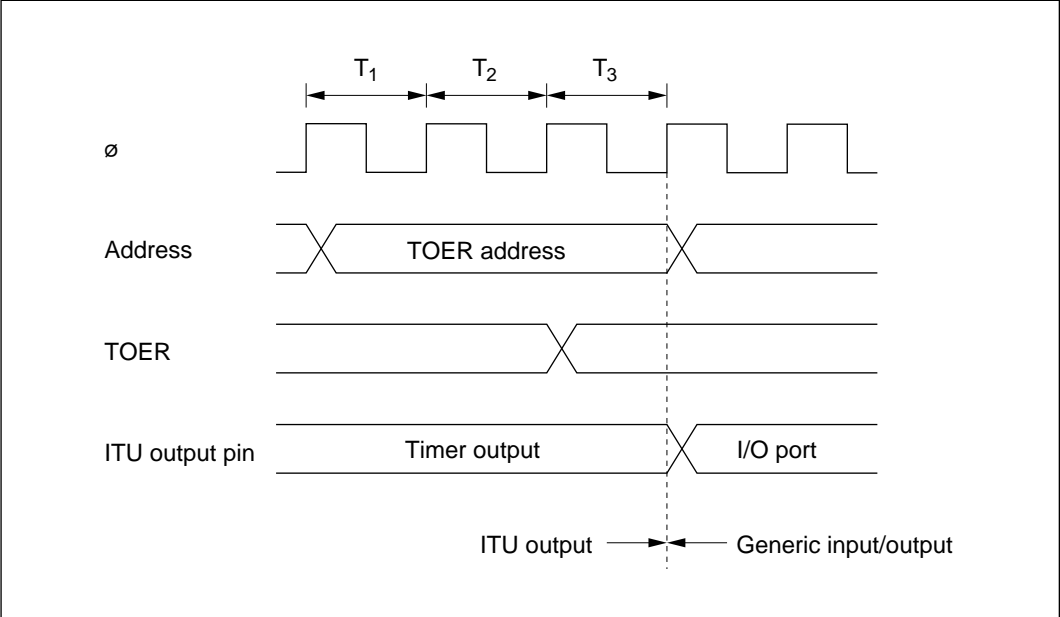 T1 T2 T3
ø
Address TOER address
TOER
ITU output pin Timer output I/O port
ITU output Generic input/output